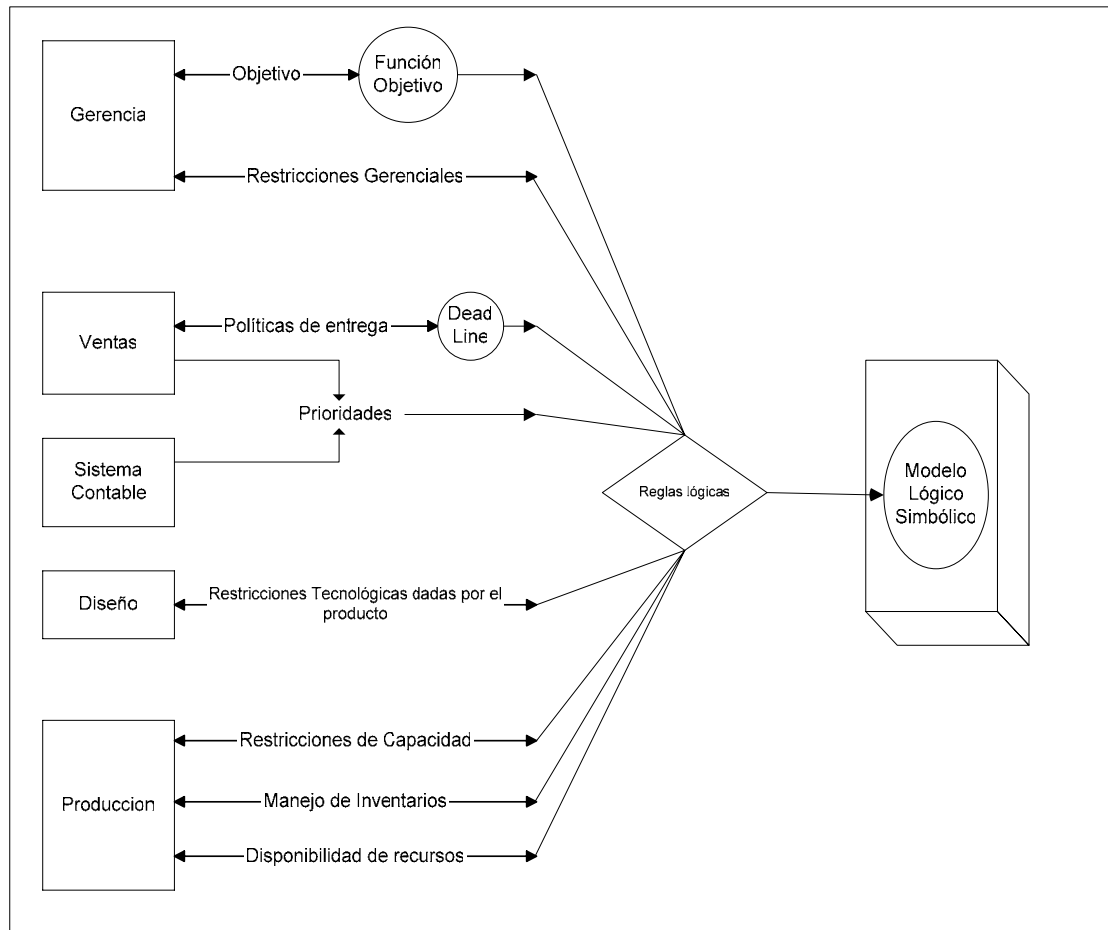 Gerencia
Objetivo
Función
Objetivo
Restricciones Gerenciales
Ventas
Políticas de entrega
Dead
Line
Prioridades
Sistema
Contable
Reglas lógicas
Modelo
Lógico
Simbólico
Diseño
Restricciones Tecnológicas dadas por el
producto
Produccion
Restricciones de Capacidad
Manejo de Inventarios
Disponibilidad de recursos